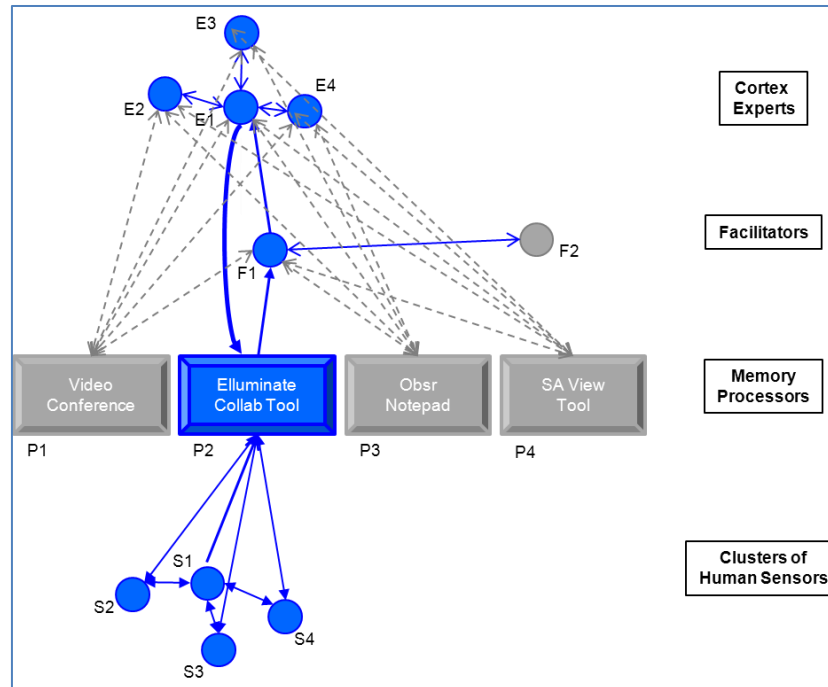 E3
E4
E2
E1
Cortex
Experts
F1
F2
Facilitators
Video
Conference
Elluminate
Collab Tool
Obsr
Notepad
SA View
Tool
Memory
Processors
P1
P2
P3
P4
S1
S2
S3
S4
Clusters of
Human Sensors